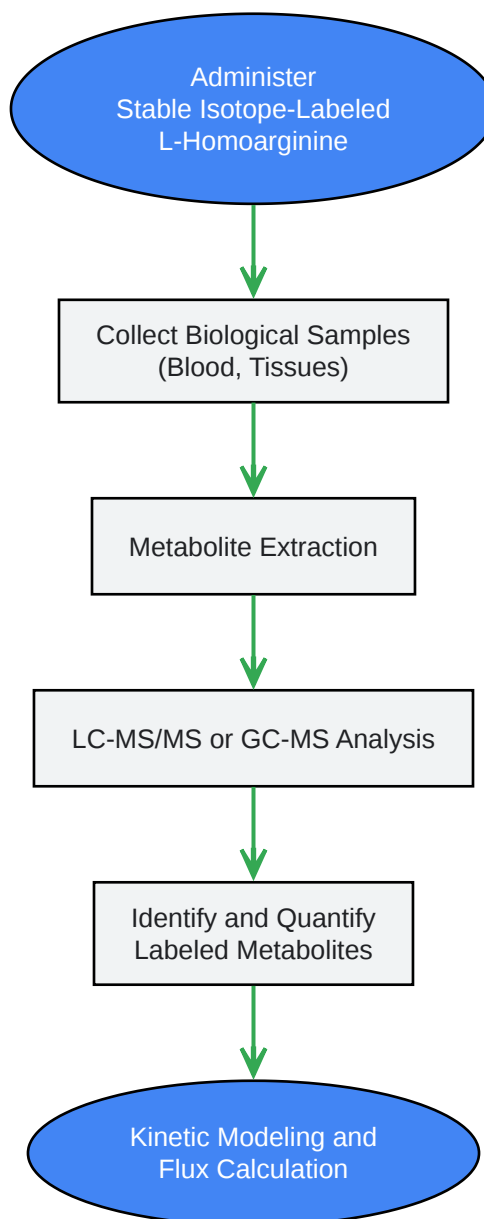 Administer
Stable Isotope-Labeled
L-Homoarginine
Collect Biological Samples
(Blood, Tissues)
Metabolite Extraction
LC-MS/MS or GC-MS Analysis
Identify and Quantify
Labeled Metabolites
Kinetic Modeling and
Flux Calculation